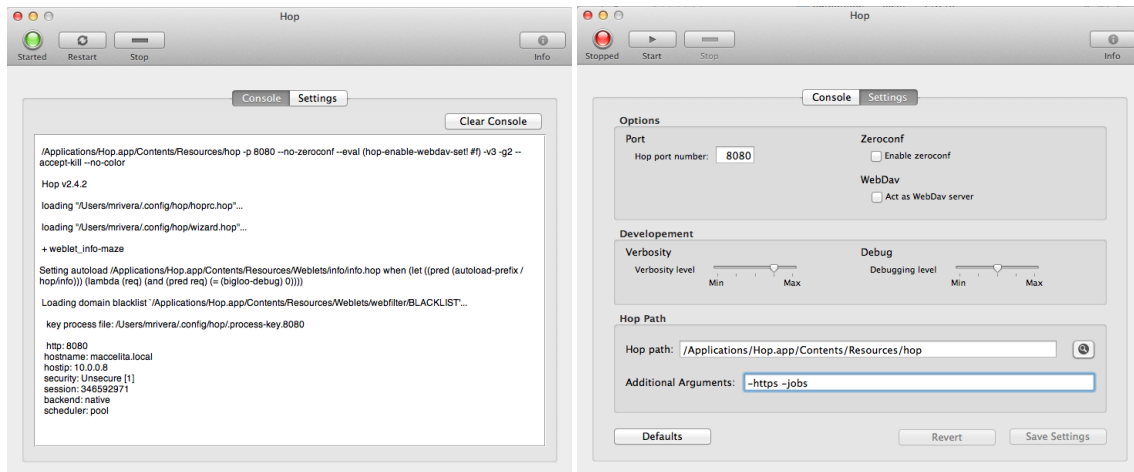 Hop
Started Restart Stop Info
Console Settings
Clear Console
/Applications/Hop.app/Contents/Resources/hop -p 8080 --no-zeroconf --eval (hop-enable-webdav-set! #f) -v3 -g2 --
accept-kill --no-color
Hop v2.4.2
loading "/Users/mrivera/.config/hop/hoprc.hop"...
loading "/Users/mrivera/.config/hop/wizard.hop"...
+ weblet_info-maze
Setting autoload /Applications/Hop.app/Contents/Resources/Weblets/info/info.hop when (let ((pred (autoload-prefix /
hop/info))) (lambda (req) (and (pred req) (= (bigloo-debug) 0))))
Loading domain blacklist `/Applications/Hop.app/Contents/Resources/Weblets/webfilter/BLACKLIST'...
key process file: /Users/mrivera/.config/hop/.process-key.8080
http: 8080
hostname: maccelita.local
hostip: 10.0.0.8
security: Unsecure [1]
session: 346592971
backend: native
scheduler: pool
Hop
Stopped Start Stop Info
Console Settings
Options
Port Zeroconf
Hop port number: 8080 Enable zeroconf
WebDav
Act as WebDav server
Developement
Verbosity Debug
Verbosity level Debugging level
Min Max Min Max
Hop Path
Hop path: /Applications/Hop.app/Contents/Resources/hop
Additional Arguments: -https -jobs
Defaults Revert Save Settings